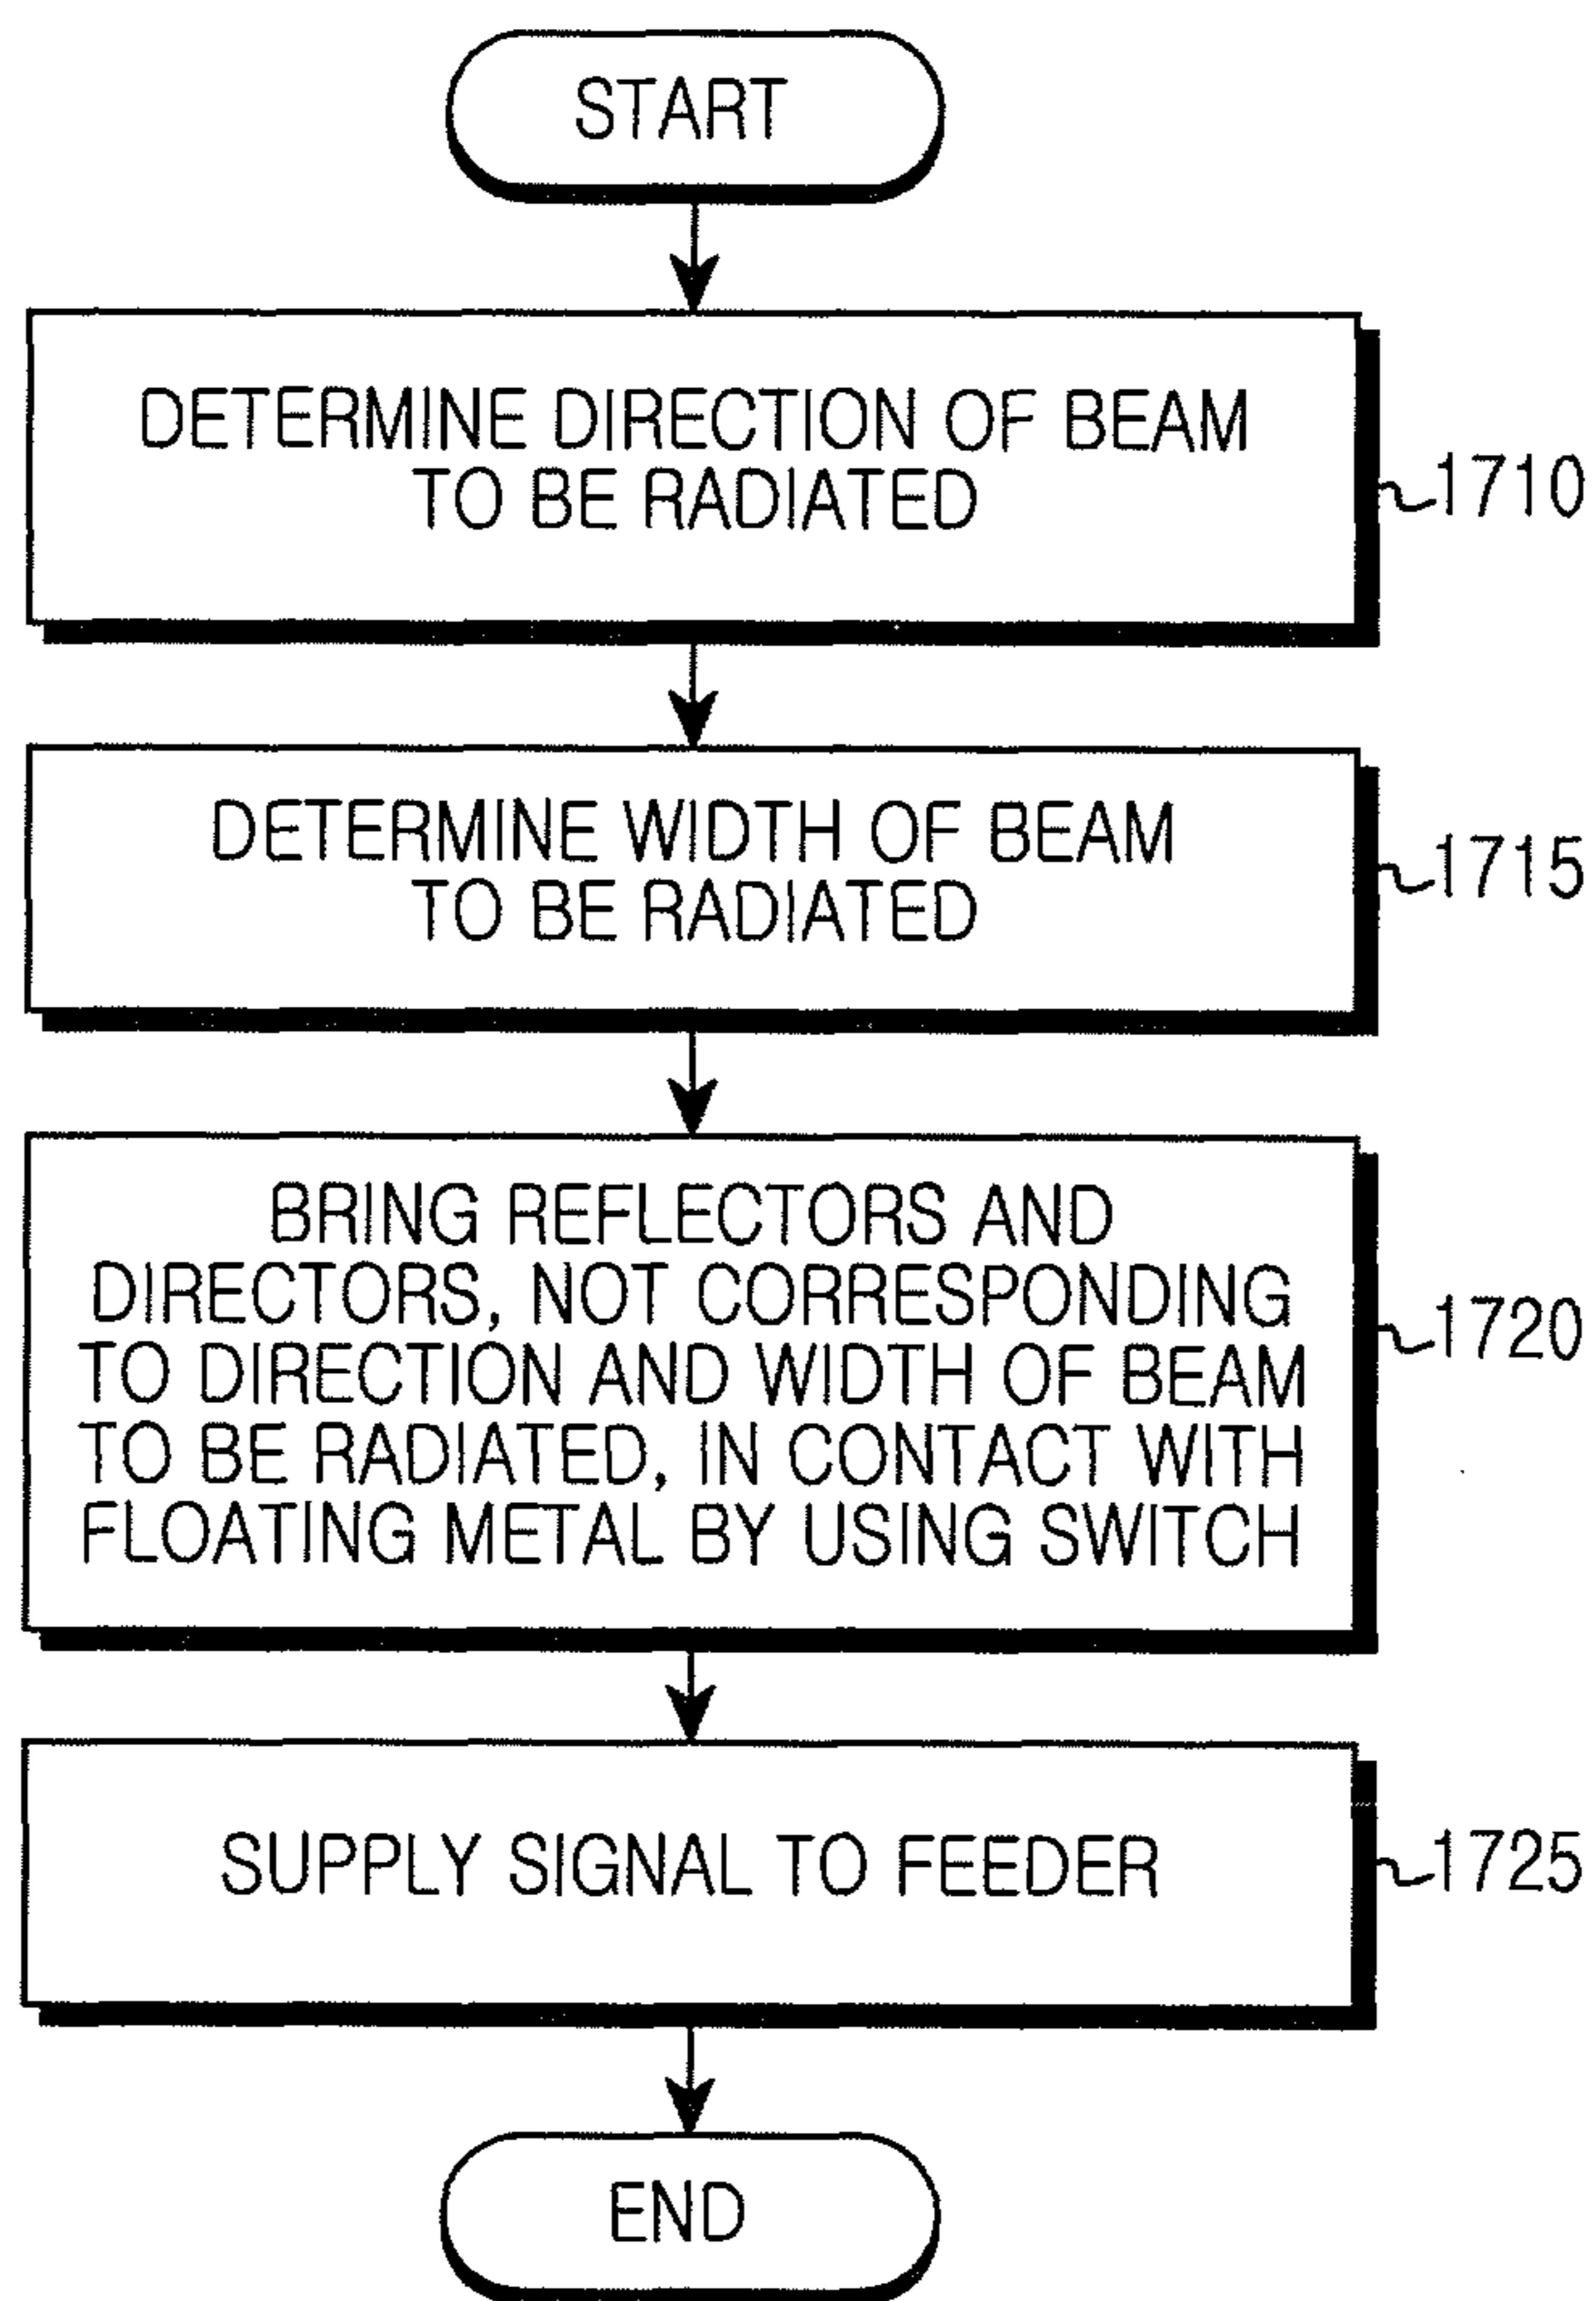 START
DETERMINE DIRECTION OF BEAM
TO BE RADIATED
1710
DETERMINE WIDTH OF BEAM
TO BE RADIATED
1715
BRING REFLECTORS AND
DIRECTORS, NOT CORRESPONDING
TO DIRECTION AND WIDTH OF BEAM
TO BE RADIATED, IN CONTACT WITH
FLOATING METAL BY USING SWITCH
1720
SUPPLY SIGNAL TO FEEDER
1725
END